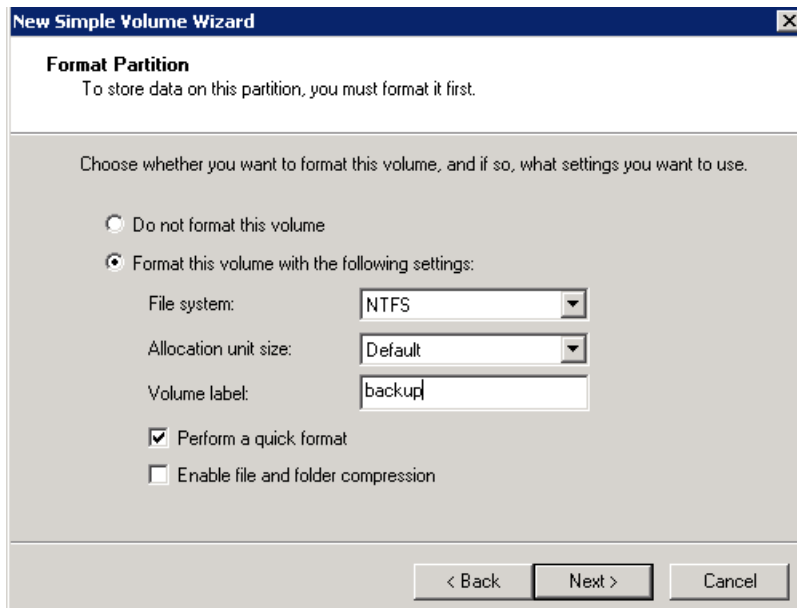 New Simple Volume Wizard
Format Partition
To store data on this partition, you must format it first.
Choose whether you want to format this volume, and if so, what settings you want to use.
Do not format this volume
Format this volume with the following settings:
File system: NTFS
Allocation unit size: Default
Volume label: backup
Perform a quick format
Enable file and folder compression
< Back Next > Cancel